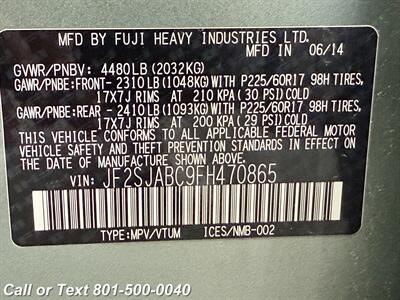 MFD BY FUJI HEAVY INDUSTRIES LTD.
MFD IN 06/14
GVWR/PNBV: 4480LB (2032KG)
GAWR/PNBE:FRONT- 2310LB (1048KG)WITH P225/60R17 98H TIRES,
17X7J RIMS AT 210 KPA (30 PSI) COLD
GAWR/PNBE:REAR - 2410LB (1093KG)WITH P225/60R17 98H TIRES,
17X7J RIMS AT 200 KPA (29 PSI) COLD
THIS VEHICLE CONFORMS TO ALL APPLICABLE FEDERAL MOTOR
VEHICLE SAFETY AND THEFT PREVENTION STANDARDS IN
EFFECT ON THE DATE OF MANUFACTURE SHOWN ABOVE.
VIN: JF2SJABC9FH470865
TYPE:MPV/VTUM ICES/NMB-002
Call or Text 801-500-0040